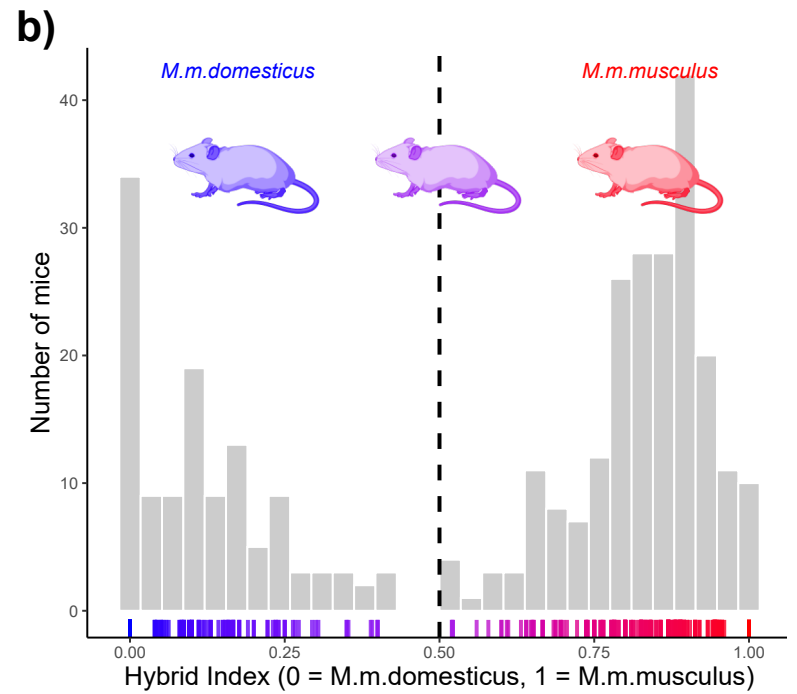 b)
M.m.domesticus
M.m.musculus
Number of mice
40
30
20
10
0
0.00
0.25
0.50
0.75
1.00
Hybrid Index (0 = M.m.domesticus, 1 = M.m.musculus)